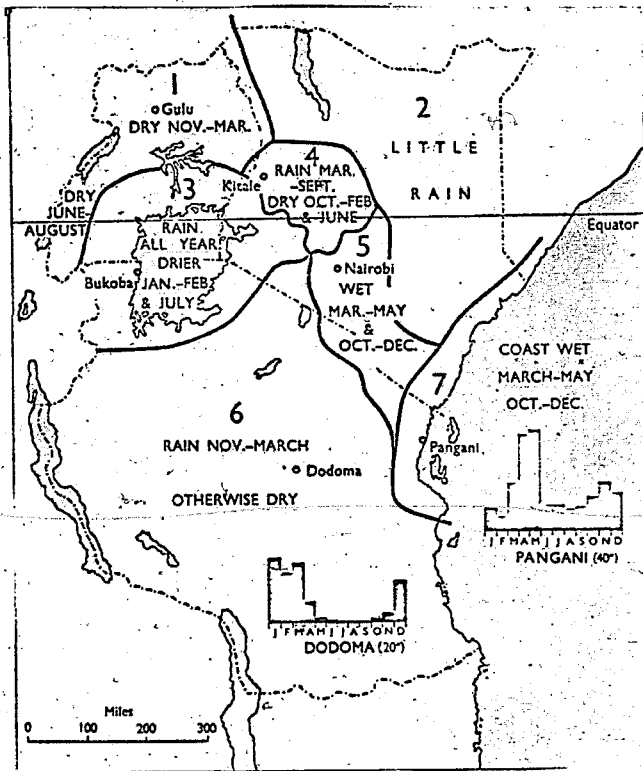 1
Gulu
DRY NOV.-MAR.
2
LITTLE
RAIN
4
RAIN MAR.
-SEPT.
DRY OCT.-FEB
& JUNE
Kitale
3
DRY
JUNE-
AUGUST
RAIN
ALL YEAR
DRIER
JAN.-FEB
& JULY
Bukoba
Equator
5
Nairobi
WET
MAR.-MAY
&
OCT.-DEC.
7
COAST WET
MARCH-MAY
OCT.-DEC.
6
RAIN NOV.-MARCH
Dodoma
OTHERWISE DRY
Pangani
J F M A M J J A S O N D
PANGANI (40")
J F M A M J J A S O N D
DODOMA (20")
Miles
0 100 200 300